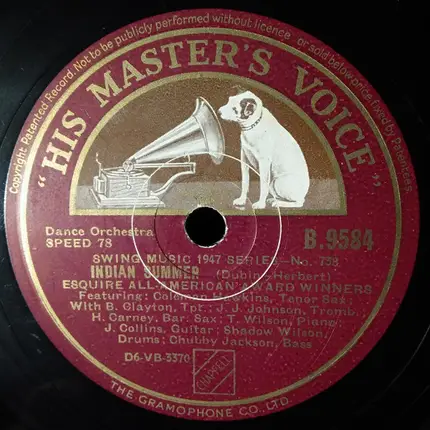 Copyright Patented Record. Not to be publicly performed without licence · or sold below price fixed by Patentees.
"HIS MASTER'S VOICE"
Dance Orchestra
SPEED 78
B.9584
SWING MUSIC 1947 SERIES—No. 758
INDIAN SUMMER (Dubin - Herbert)
ESQUIRE ALL-AMERICAN AWARD WINNERS
Featuring: Coleman Hawkins, Tenor Sax;
With B. Clayton, Tpt; J. J. Johnson, Tromb.
H. Carney, Bar. Sax; T. Wilson, Piano;
J. Collins, Guitar; Shadow Wilson,
Drums; Chubby Jackson, Bass
D6-VB-3370
CHAPPELL
THE GRAMOPHONE CO. LTD.